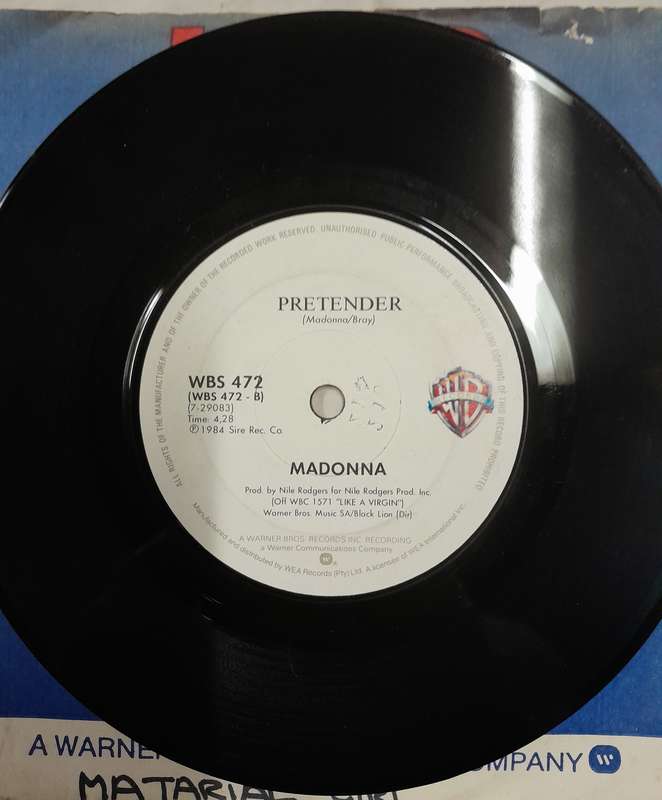 ALL RIGHTS OF THE MANUFACTURER AND OF THE OWNER OF THE RECORDED WORK RESERVED. UNAUTHORISED PUBLIC PERFORMANCE BROADCASTING AND COPYING OF THIS RECORD PROHIBITED
PRETENDER
(Madonna/Bray)
WBS 472
(WBS 472 - B)
(7-29083)
Time: 4,28
℗1984 Sire Rec. Co.
WB
MADONNA
Prod. by Nile Rodgers for Nile Rodgers Prod. Inc.
(Off WBC 1571 "LIKE A VIRGIN")
Warner Bros. Music SA/Black Lion (Dir)
A WARNER BROS. RECORDS INC. RECORDING
a Warner Communications Company
Manufactured and distributed by WEA Records (Pty) Ltd. A licensee of WEA International Inc.
A WARNER
MPANY
MATARIAL